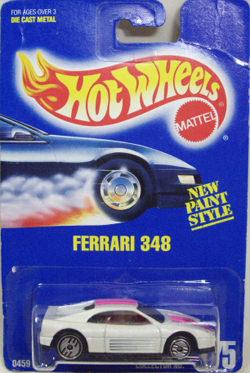 FOR AGES OVER 3
DIE CAST METAL
Hot Wheels
MATTEL
NEW
PAINT
STYLE
FERRARI 348
0459
COLLECTOR NO.